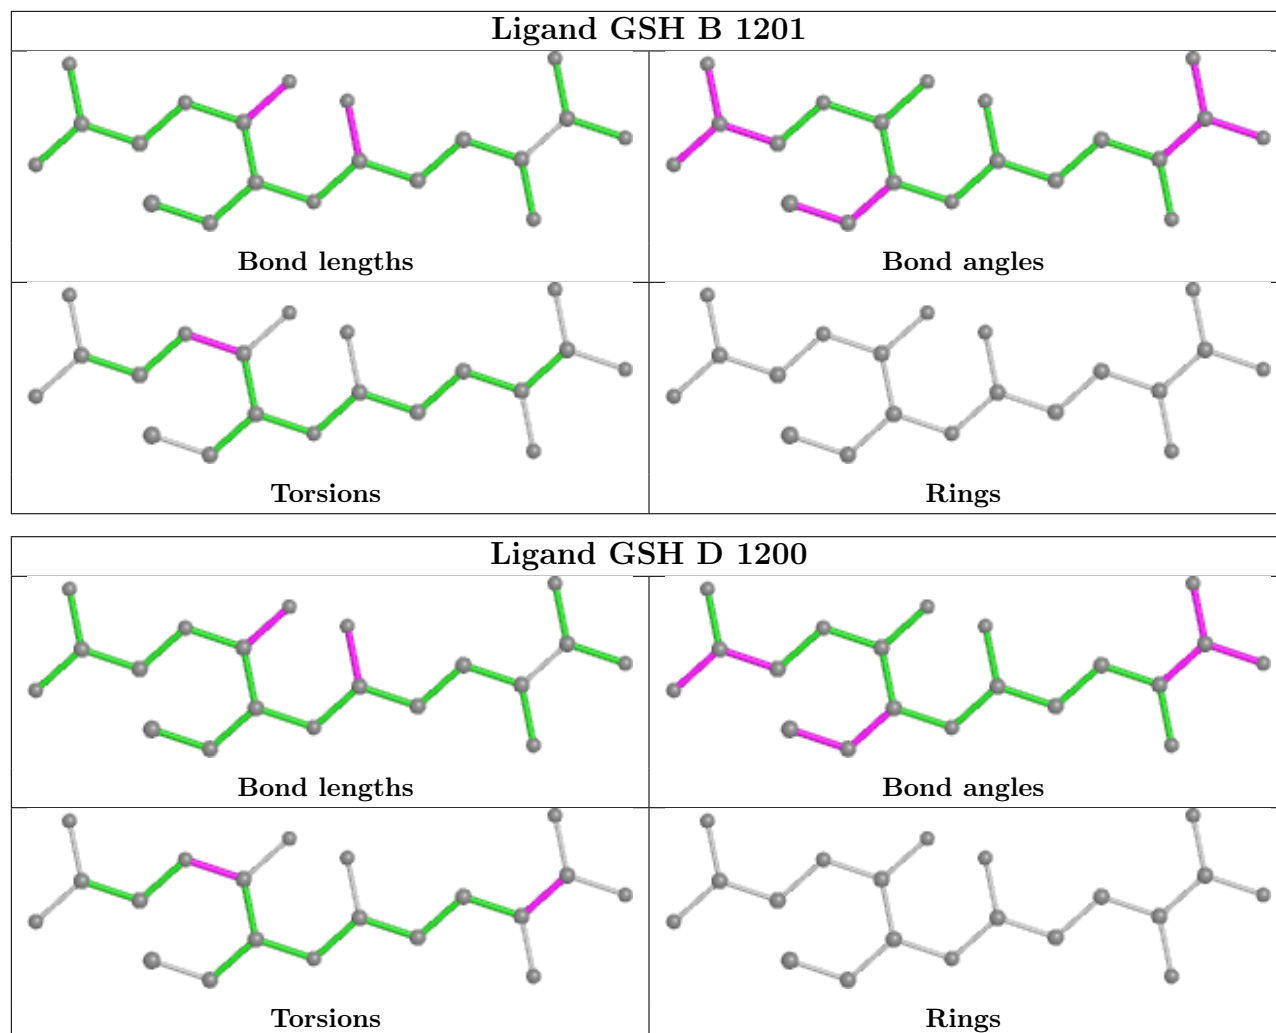 Ligand GSH B 1201
Bond lengths
Bond angles
Torsions
Rings
Ligand GSH D 1200
Bond lengths
Bond angles
Torsions
Rings